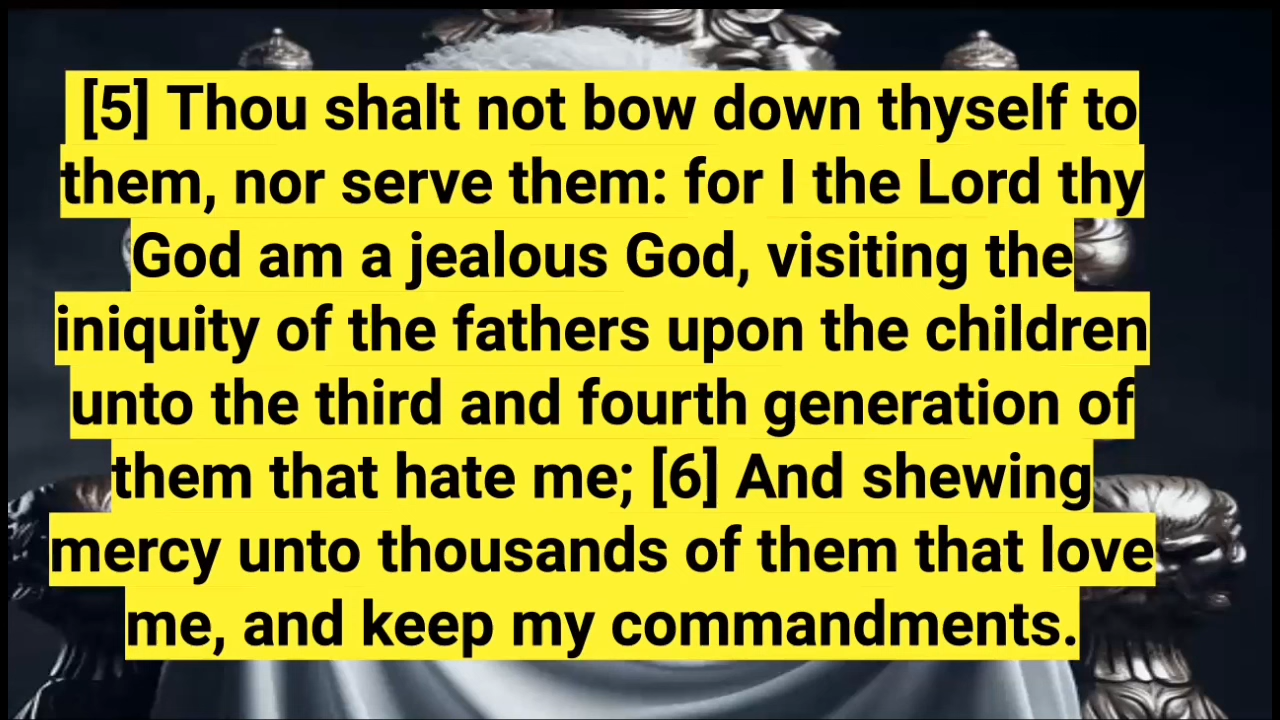 [5] Thou shalt not bow down thyself to
them, nor serve them: for I the Lord thy
God am a jealous God, visiting the
iniquity of the fathers upon the children
unto the third and fourth generation of
them that hate me; [6] And shewing
mercy unto thousands of them that love
me, and keep my commandments.